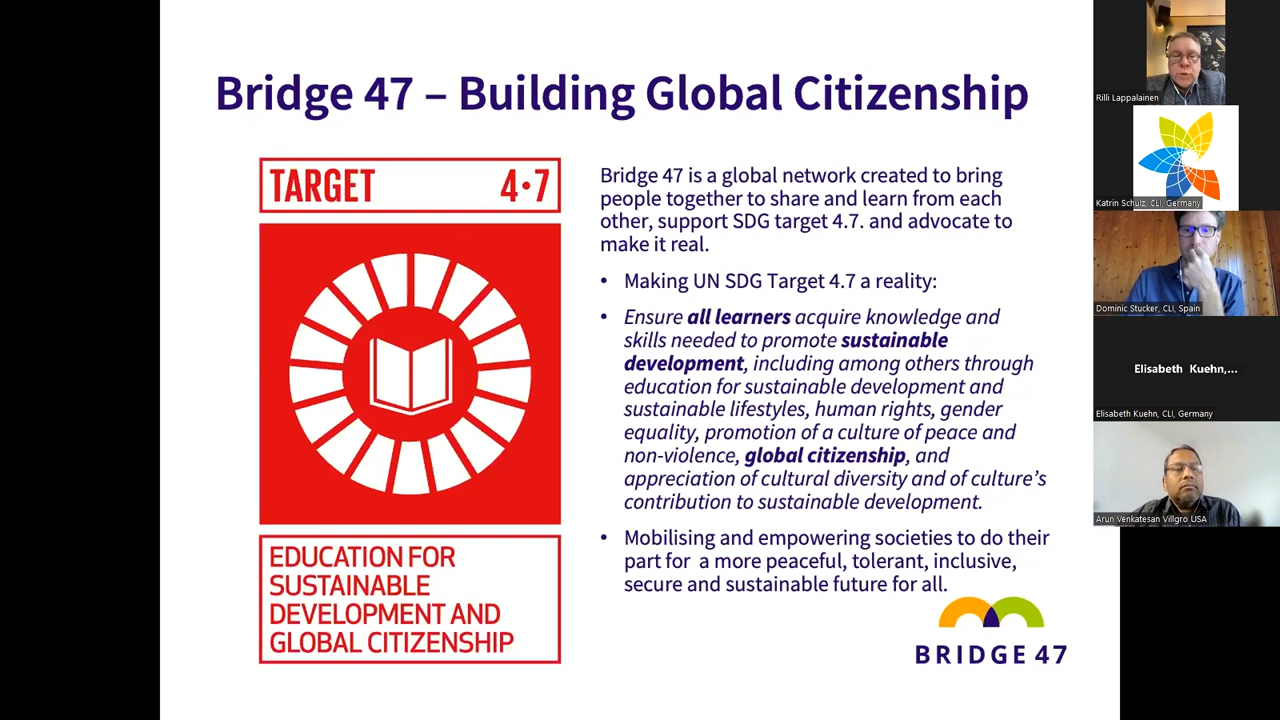 Bridge 47 – Building Global Citizenship
TARGET 4•7
EDUCATION FOR
SUSTAINABLE
DEVELOPMENT AND
GLOBAL CITIZENSHIP
Bridge 47 is a global network created to bring
people together to share and learn from each
other, support SDG target 4.7. and advocate to
make it real.
• Making UN SDG Target 4.7 a reality:
• Ensure all learners acquire knowledge and
skills needed to promote sustainable
development, including among others through
education for sustainable development and
sustainable lifestyles, human rights, gender
equality, promotion of a culture of peace and
non-violence, global citizenship, and
appreciation of cultural diversity and of culture’s
contribution to sustainable development.
• Mobilising and empowering societies to do their
part for a more peaceful, tolerant, inclusive,
secure and sustainable future for all.
BRIDGE 47
Rilli Lappalainen
Katrin Schulz, CLI, Germany
Dominic Stucker, CLI, Spain
Elisabeth Kuehn,...
Elisabeth Kuehn, CLI, Germany
Arun Venkatesan Villgro USA